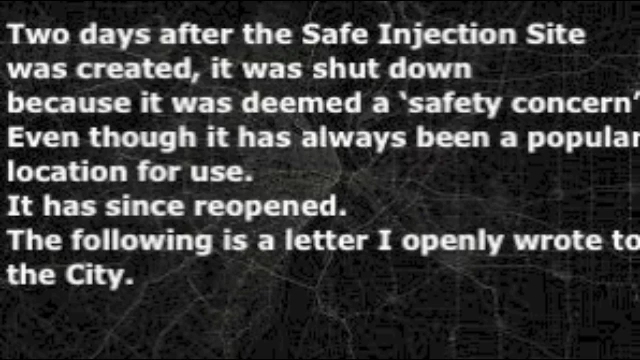 Two days after the Safe Injection Site
was created, it was shut down
because it was deemed a ‘safety concern’
Even though it has always been a popular
location for use.
It has since reopened.
The following is a letter I openly wrote to
the City.